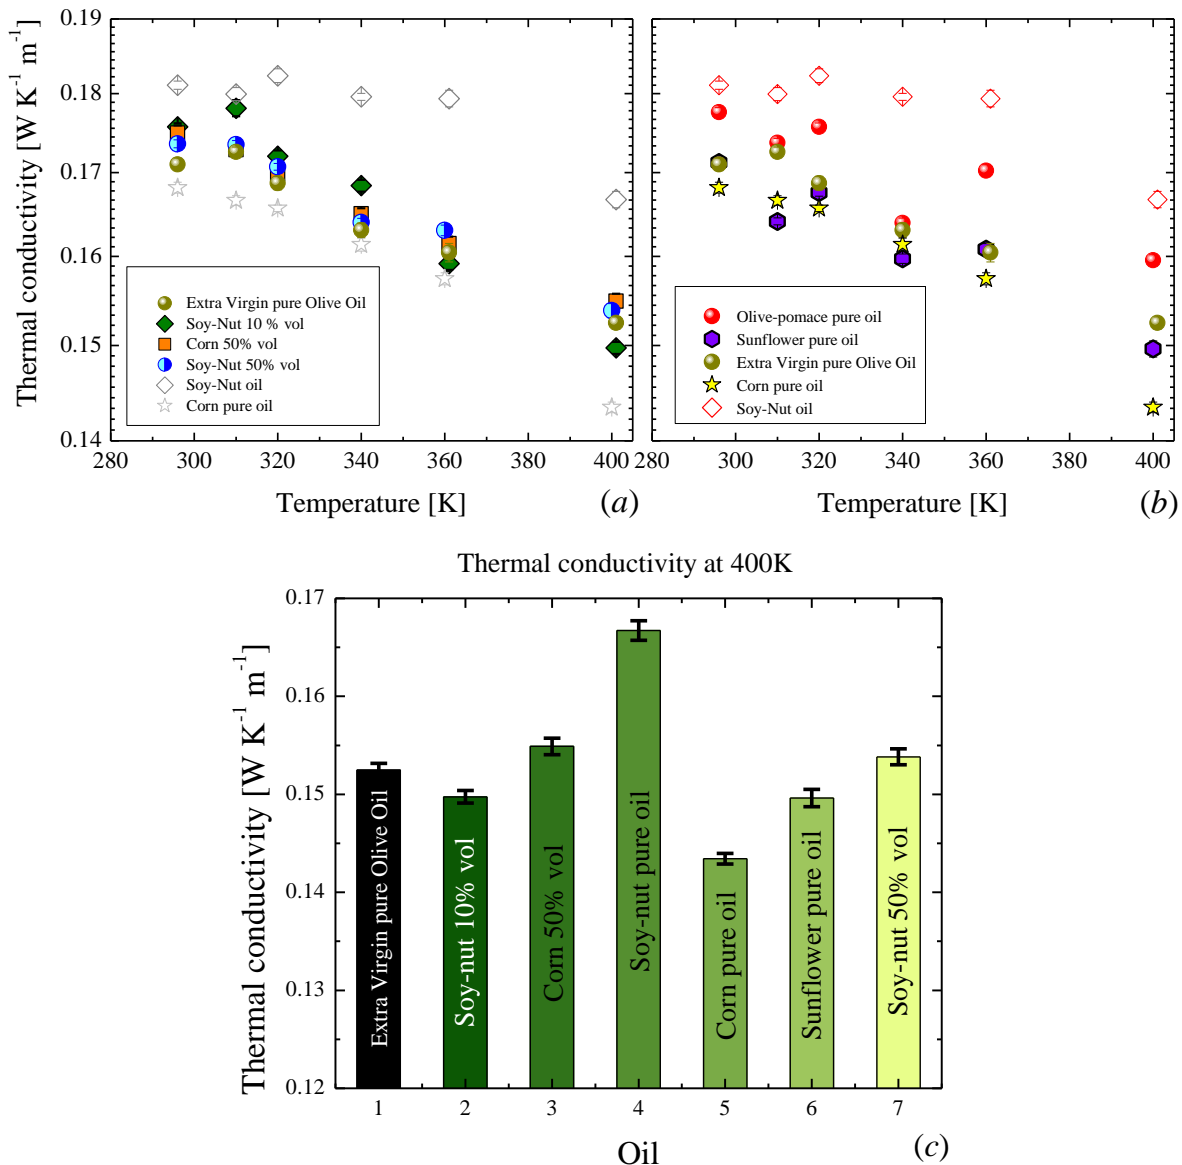 Thermal conductivity [W K⁻¹ m⁻¹]
0.19
0.18
0.17
0.16
0.15
0.14
Extra Virgin pure Olive Oil
Soy-Nut 10 % vol
Corn 50% vol
Soy-Nut 50% vol
Soy-Nut oil
Corn pure oil
280 300 320 340 360 380 400
Temperature [K]
(a)
Olive-pomace pure oil
Sunflower pure oil
Extra Virgin pure Olive Oil
Corn pure oil
Soy-Nut oil
280 300 320 340 360 380 400
Temperature [K]
(b)
Thermal conductivity at 400K
Thermal conductivity [W K⁻¹ m⁻¹]
0.17
0.16
0.15
0.14
0.13
0.12
Extra Virgin pure Olive Oil
Soy-nut 10% vol
Corn 50% vol
Soy-nut pure oil
Corn pure oil
Sunflower pure oil
Soy-nut 50% vol
1 2 3 4 5 6 7
Oil
(c)